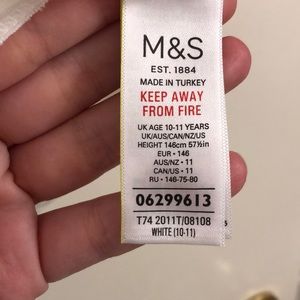 M&S
EST. 1884
MADE IN TURKEY
KEEP AWAY
FROM FIRE
UK AGE 10-11 YEARS
UK/AUS/CAN/NZ/US
HEIGHT 146cm 57½in
EUR • 146
AUS/NZ • 11
CAN/US • 11
RU • 146-75-80
06299613
T74 2011T/08108
WHITE (10-11)